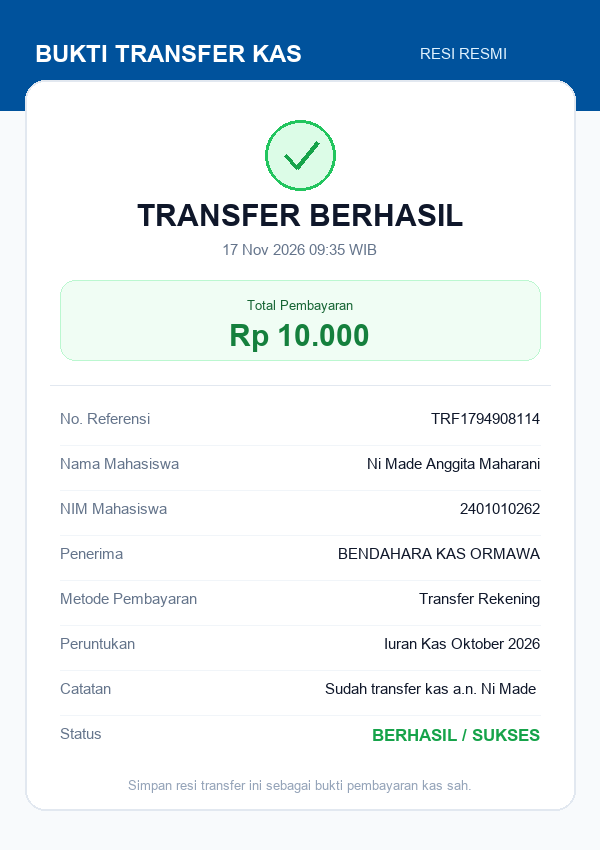 BUKTI TRANSFER KAS
RESI RESMI
TRANSFER BERHASIL
17 Nov 2026 09:35 WIB
Total Pembayaran
Rp 10.000
No. Referensi TRF1794908114
Nama Mahasiswa Ni Made Anggita Maharani
NIM Mahasiswa 2401010262
Penerima BENDAHARA KAS ORMAWA
Metode Pembayaran Transfer Rekening
Peruntukan Iuran Kas Oktober 2026
Catatan Sudah transfer kas a.n. Ni Made
Status BERHASIL / SUKSES
Simpan resi transfer ini sebagai bukti pembayaran kas sah.